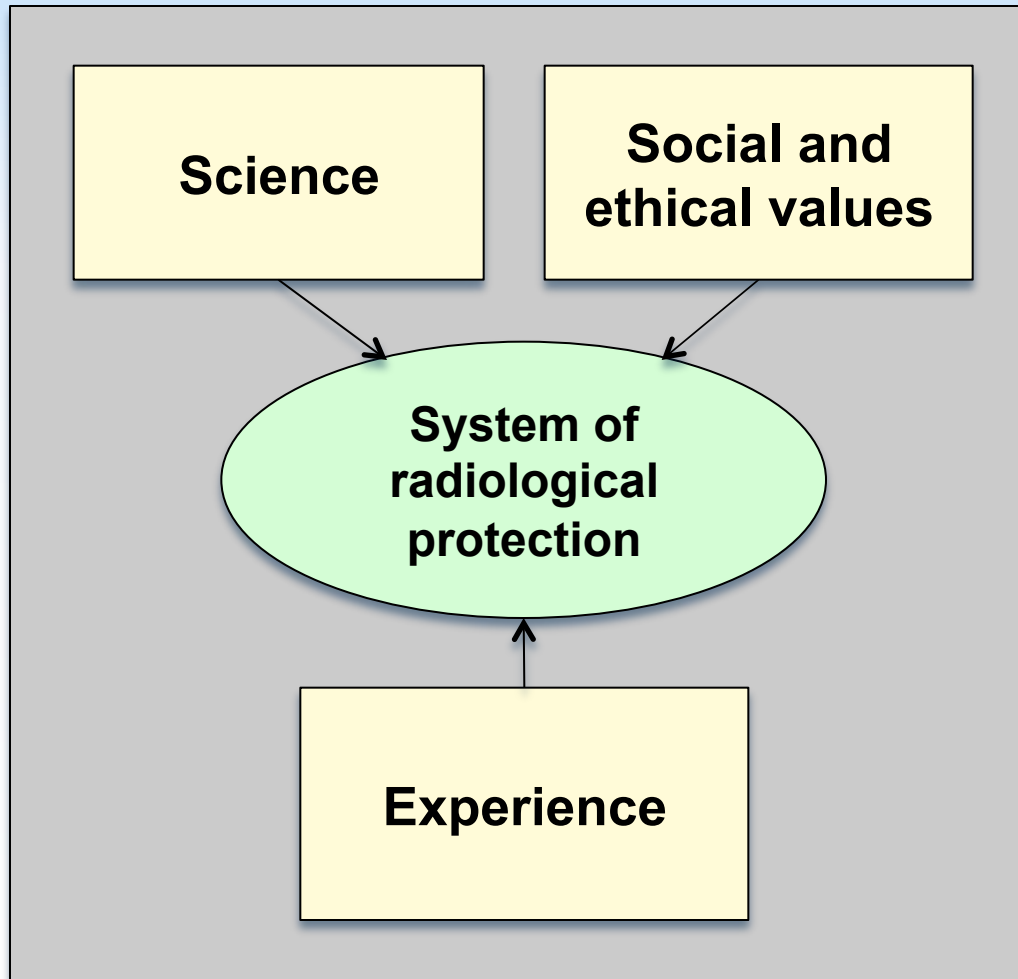 Science
Social and
ethical values
System of
radiological
protection
Experience